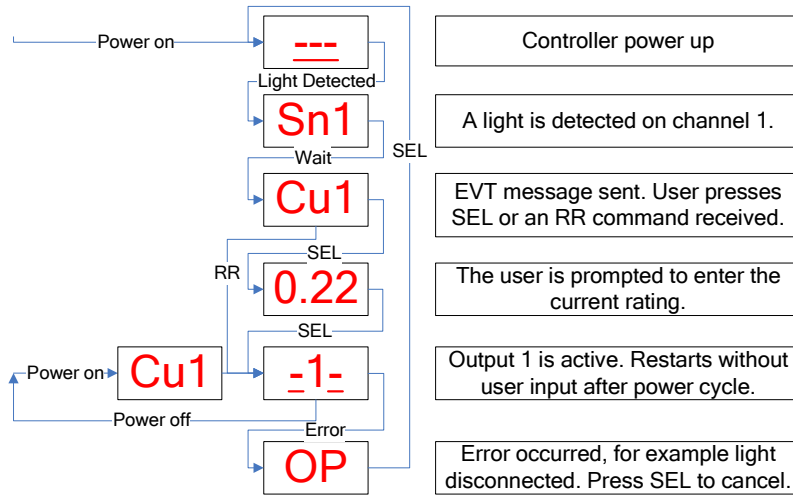 Power on
---
Controller power up
Light Detected
Sn1
A light is detected on channel 1.
Wait
SEL
Cu1
EVT message sent. User presses
SEL or an RR command received.
RR
SEL
0.22
The user is prompted to enter the
current rating.
SEL
Power on
Cu1
-1-
Output 1 is active. Restarts without
user input after power cycle.
Power off
Error
OP
Error occurred, for example light
disconnected. Press SEL to cancel.